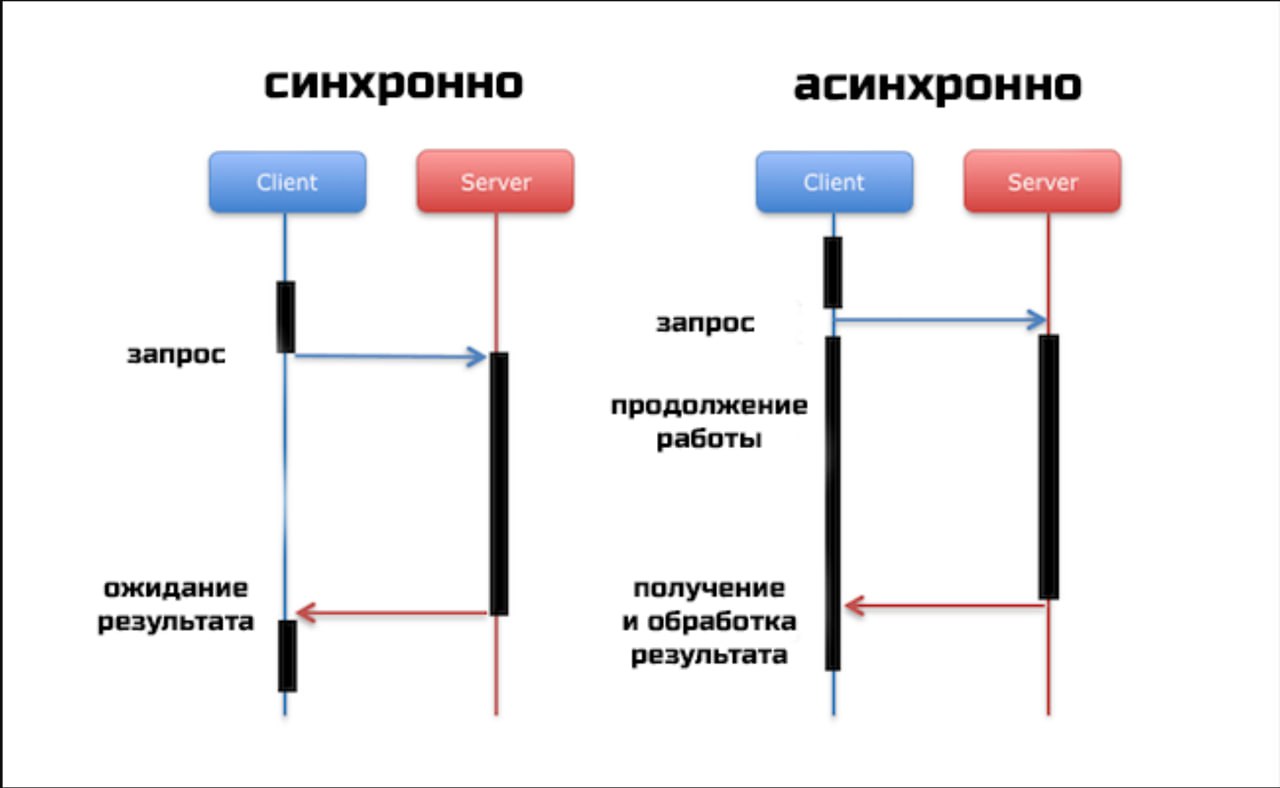 синхронно
Client
Server
запрос
ожидание
результата
асинхронно
Client
Server
запрос
продолжение
работы
получение
и обработка
результата